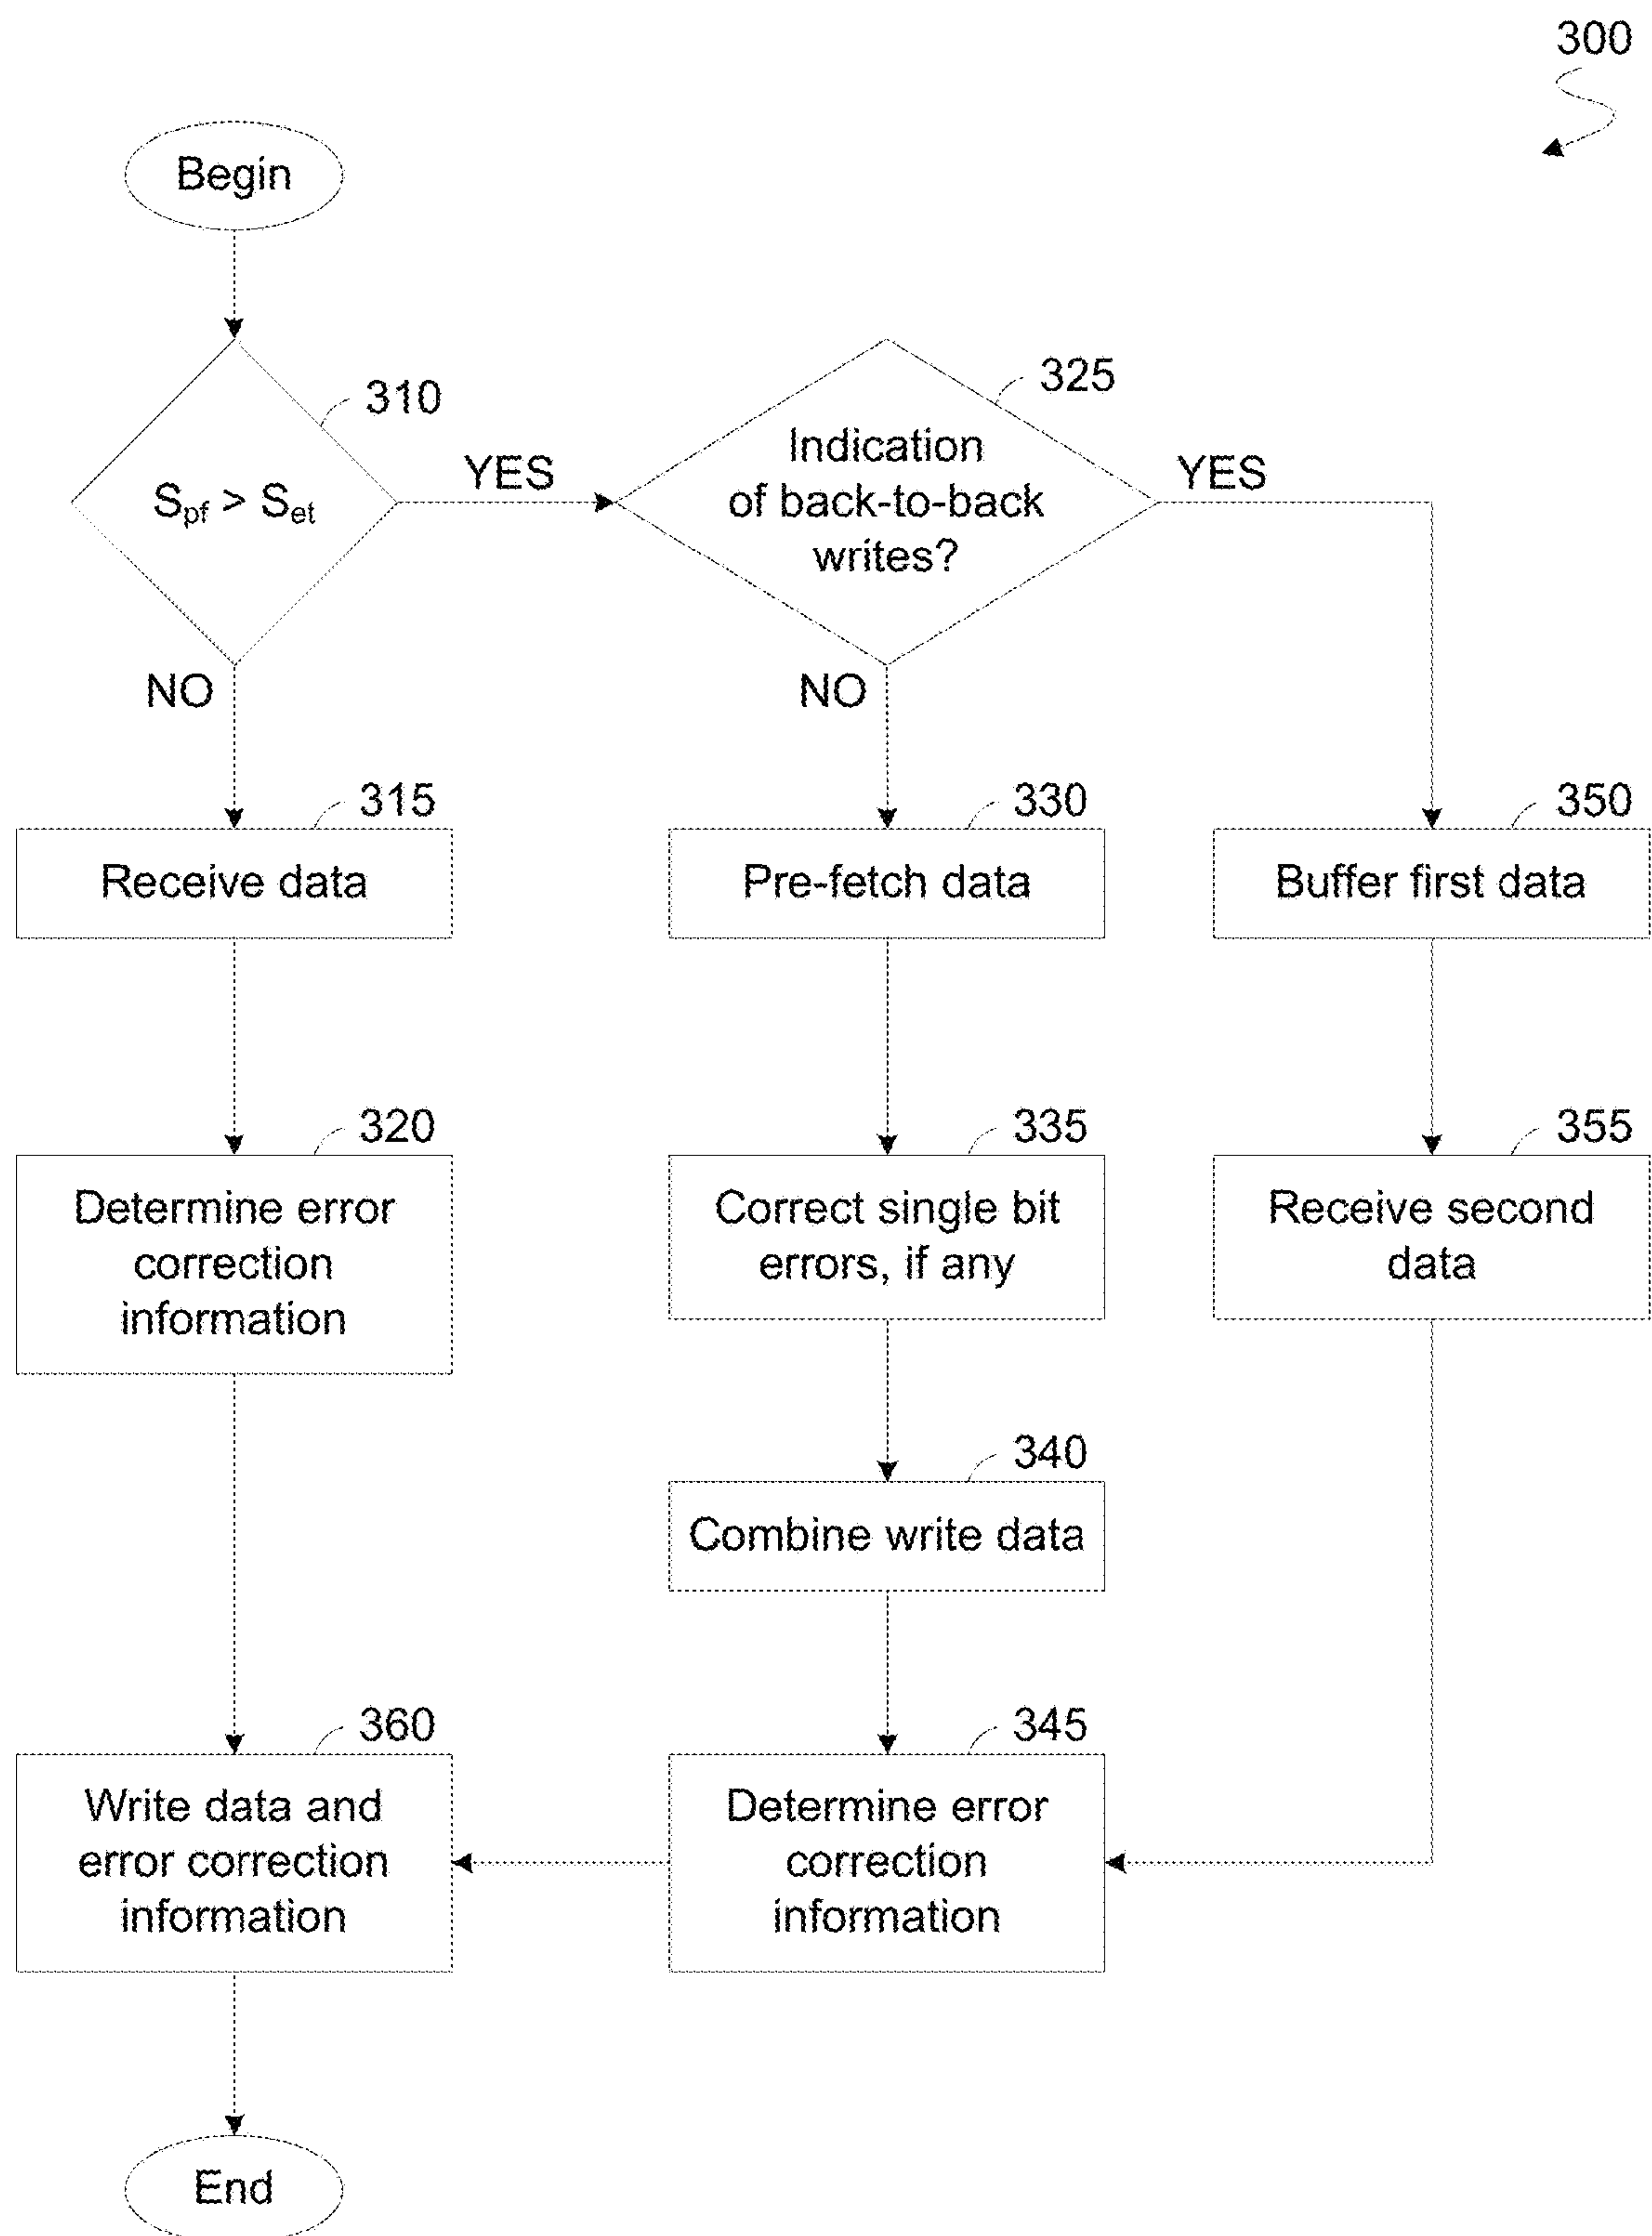 300
Begin
310
Spf > Set
YES
325
Indication
of back-to-back
writes?
YES
NO
NO
315
Receive data
330
Pre-fetch data
350
Buffer first data
320
Determine error
correction
information
335
Correct single bit
errors, if any
355
Receive second
data
340
Combine write data
360
Write data and
error correction
information
345
Determine error
correction
information
End